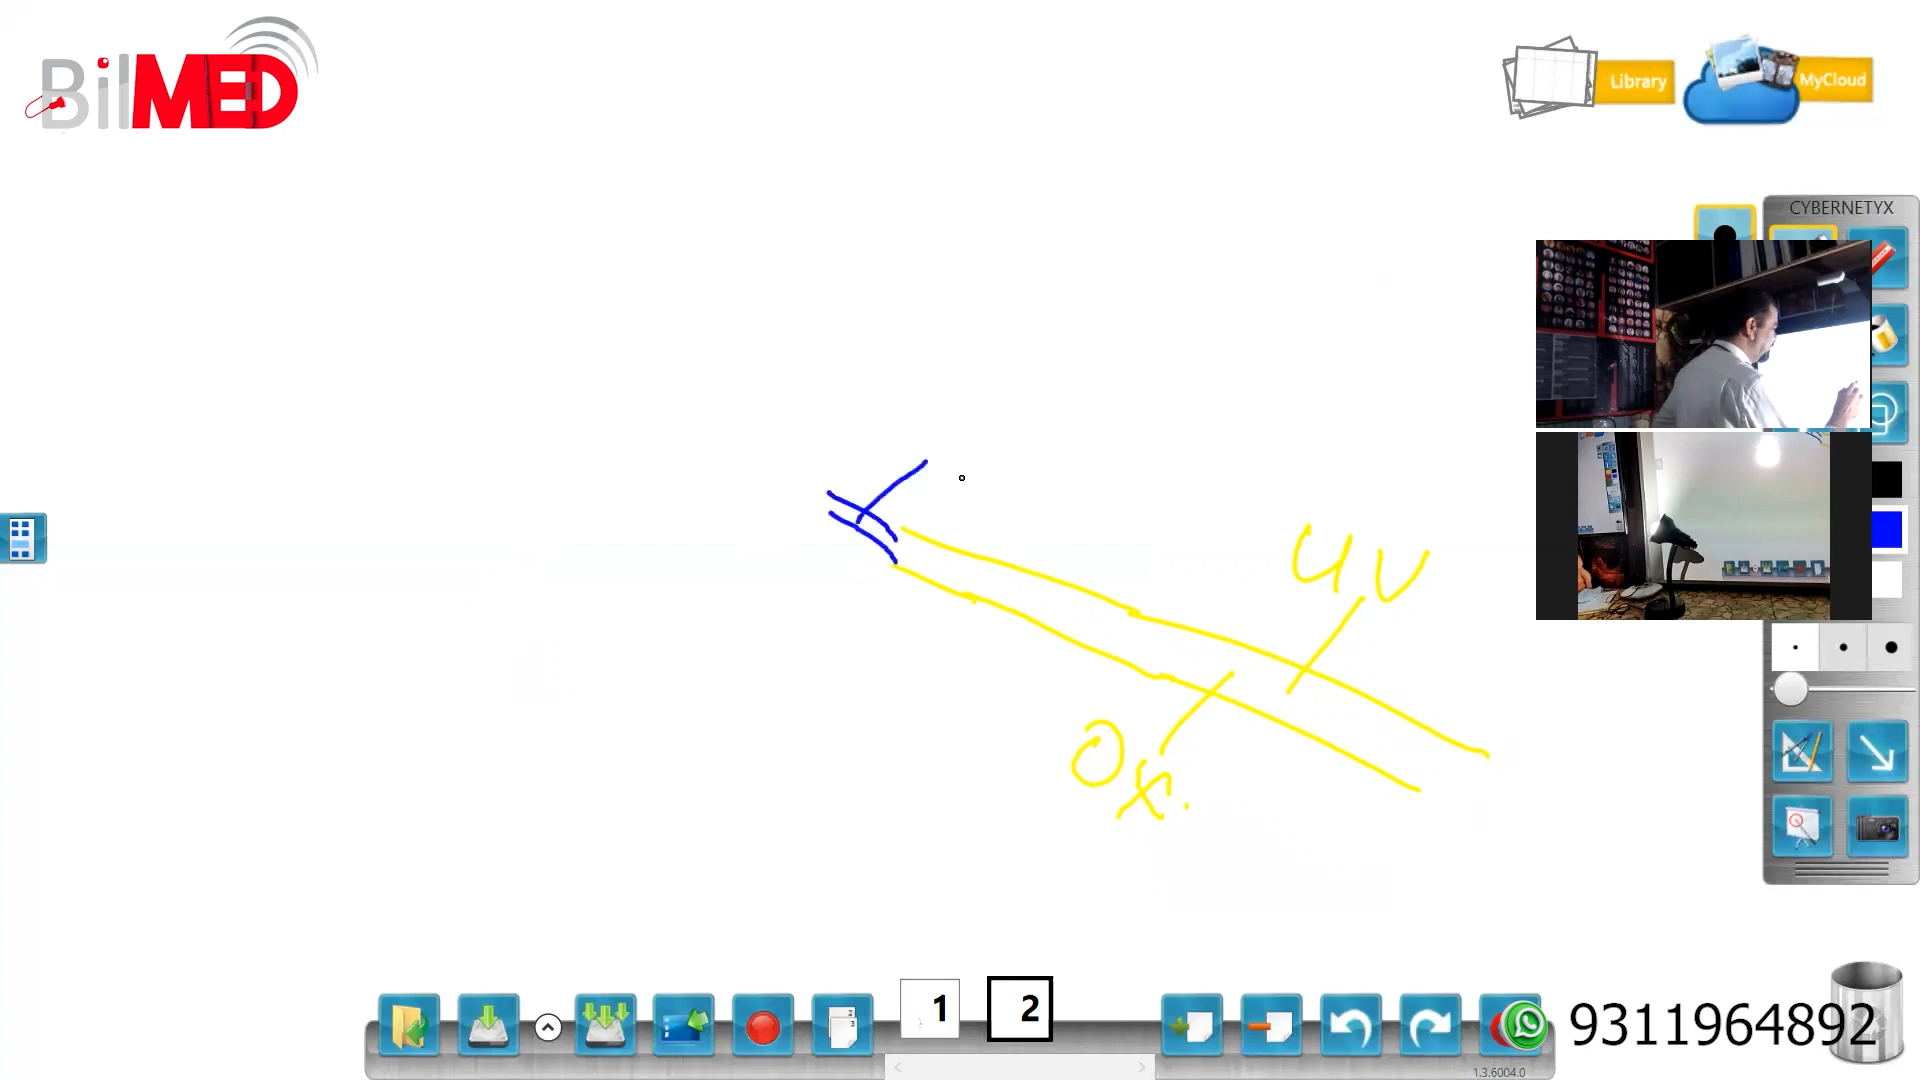 BilMED
Library
MyCloud
CYBERNETYX
UV
Ox.
1
2
9311964892
1.3.6004.0